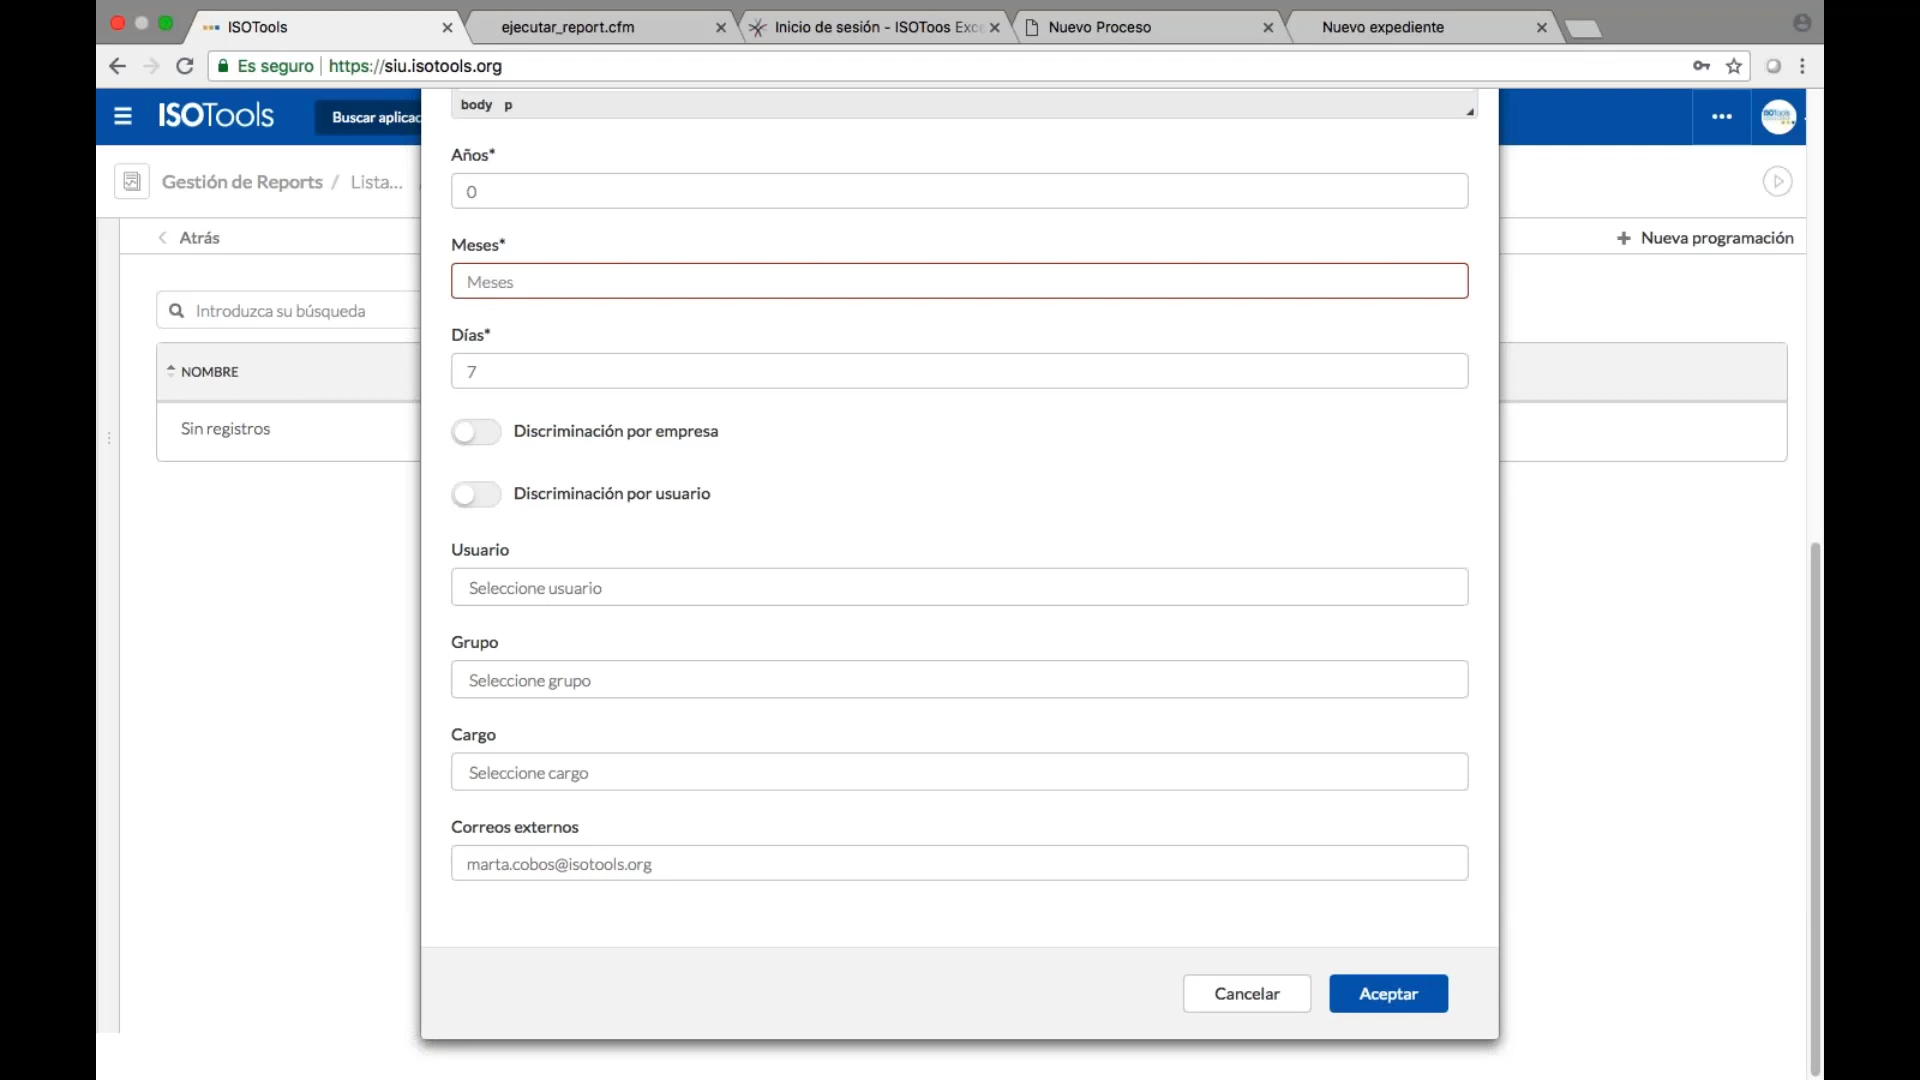 ISOTools
ejecutar_report.cfm
Inicio de sesión - ISOToos Exc
Nuevo Proceso
Nuevo expediente
Es seguro
https://siu.isotools.org
ISOTools
Buscar aplicac
body p
Gestión de Reports / Lista...
Atrás
Nueva programación
Introduzca su búsqueda
NOMBRE
Sin registros
Años*
0
Meses*
Meses
Días*
7
Discriminación por empresa
Discriminación por usuario
Usuario
Seleccione usuario
Grupo
Seleccione grupo
Cargo
Seleccione cargo
Correos externos
marta.cobos@isotools.org
Cancelar
Aceptar